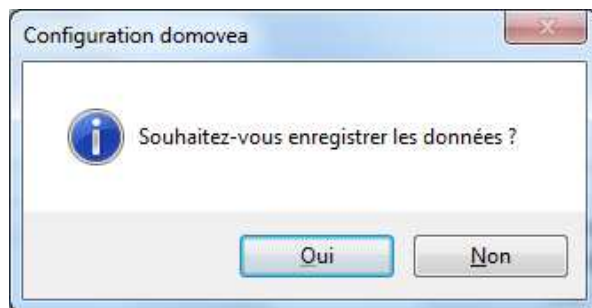 Configuration domovea
Souhaitez-vous enregistrer les données ?
Oui
Non